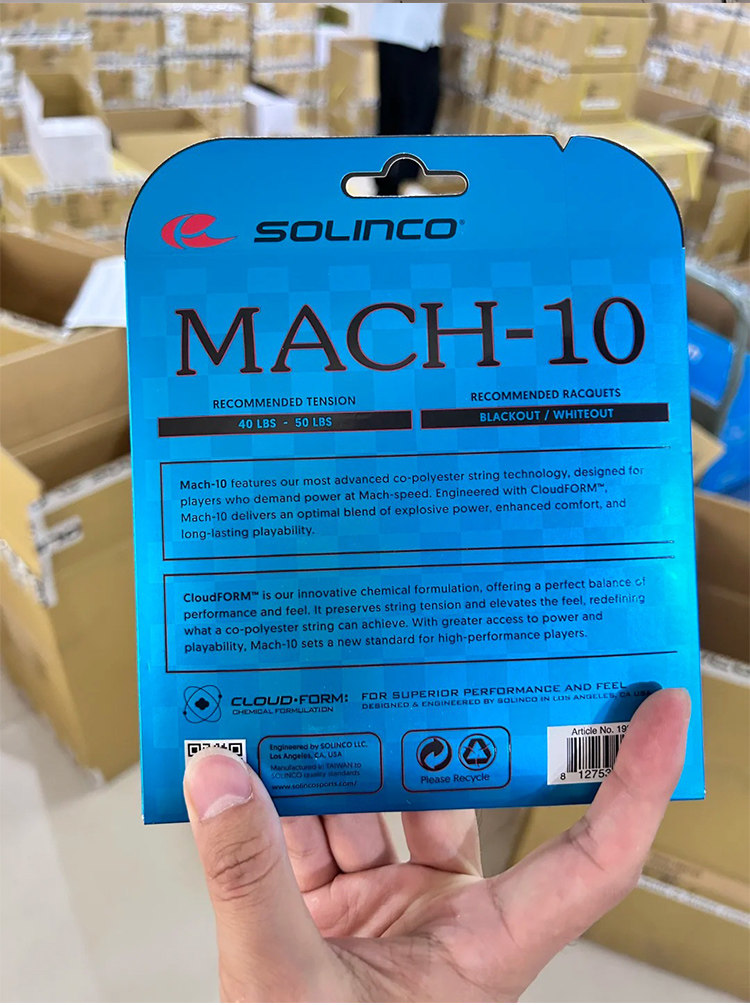 SOLINCO®
MACH-10
RECOMMENDED TENSION
40 LBS - 50 LBS
RECOMMENDED RACQUETS
BLACKOUT / WHITEOUT
Mach-10 features our most advanced co-polyester string technology, designed for
players who demand power at Mach-speed. Engineered with CloudFORM™,
Mach-10 delivers an optimal blend of explosive power, enhanced comfort, and
long-lasting playability.
CloudFORM™ is our innovative chemical formulation, offering a perfect balance of
performance and feel. It preserves string tension and elevates the feel, redefining
what a co-polyester string can achieve. With greater access to power and
playability, Mach-10 sets a new standard for high-performance players.
CLOUD-FORM:
CHEMICAL FORMULATION
FOR SUPERIOR PERFORMANCE AND FEEL
DESIGNED & ENGINEERED BY SOLINCO IN LOS ANGELES, CA USA
Engineered by SOLINCO LLC,
Los Angeles, CA, USA
Manufactured in TAIWAN to
SOLINCO quality standards
www.solincosports.com/
Please Recycle
Article No. 19
8 12753